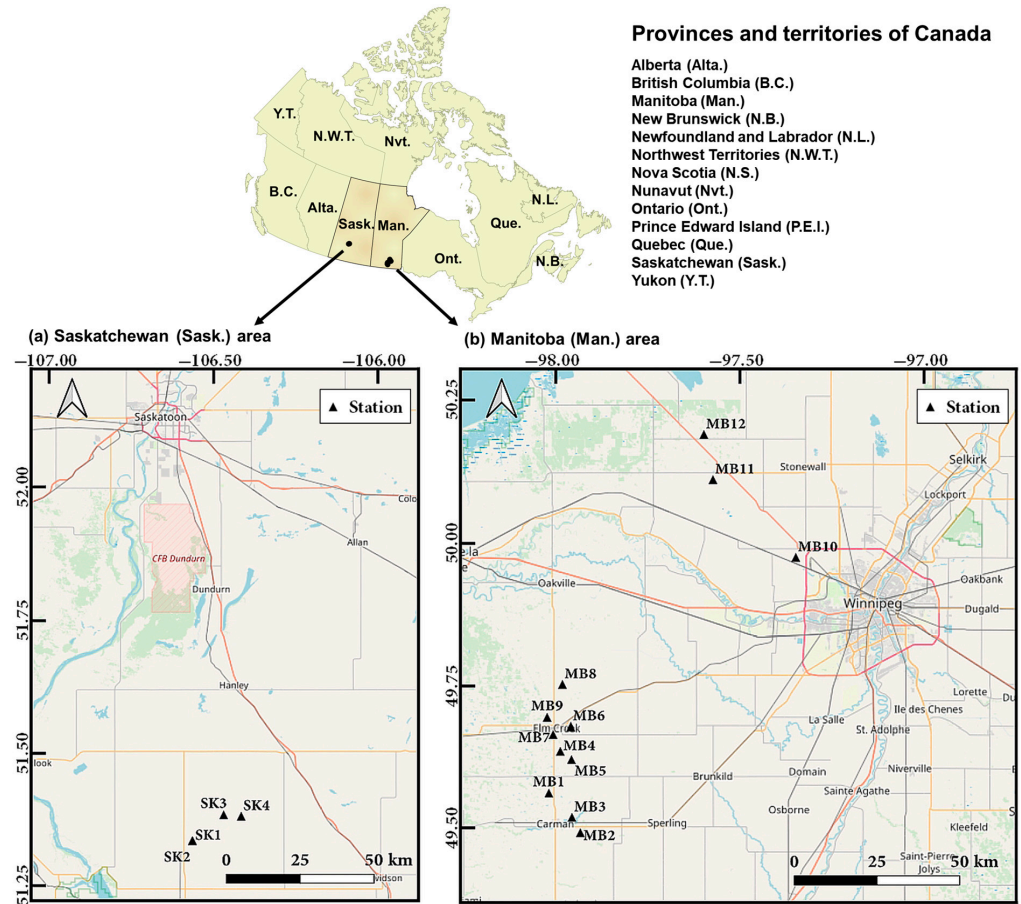 Provinces and territories of Canada
Alberta (Alta.)
British Columbia (B.C.)
Manitoba (Man.)
New Brunswick (N.B.)
Newfoundland and Labrador (N.L.)
Northwest Territories (N.W.T.)
Nova Scotia (N.S.)
Nunavut (Nvt.)
Ontario (Ont.)
Prince Edward Island (P.E.I.)
Quebec (Que.)
Saskatchewan (Sask.)
Yukon (Y.T.)
Y.T.
N.W.T.
Nvt.
B.C.
Alta.
Sask.
Man.
Ont.
Que.
N.L.
N.B.
(a) Saskatchewan (Sask.) area
−107.00
−106.50
−106.00
52.00
51.75
51.50
51.25
Station
Saskatoon
Colo
Allan
CFB Dundurn
Dundurn
Hanley
look
SK3
SK4
SK1
SK2
0
25
50 km
vidson
(b) Manitoba (Man.) area
−98.00
−97.50
−97.00
50.25
50.00
49.75
49.50
Station
MB12
MB11
Stonewall
Selkirk
Lockport
MB10
e la
e
Oakville
Oakbank
Winnipeg
Dugald
MB8
MB9
MB6
Elm Creek
MB7
MB4
MB5
MB1
MB3
Carman
MB2
Sperling
Brunkild
Domain
Osborne
La Salle
St. Adolphe
Ile des Chenes
Lorette
Du
Niverville
Sainte Agathe
Kleefeld
S
Saint-Pierre-
Jolys
0
25
50 km
ami